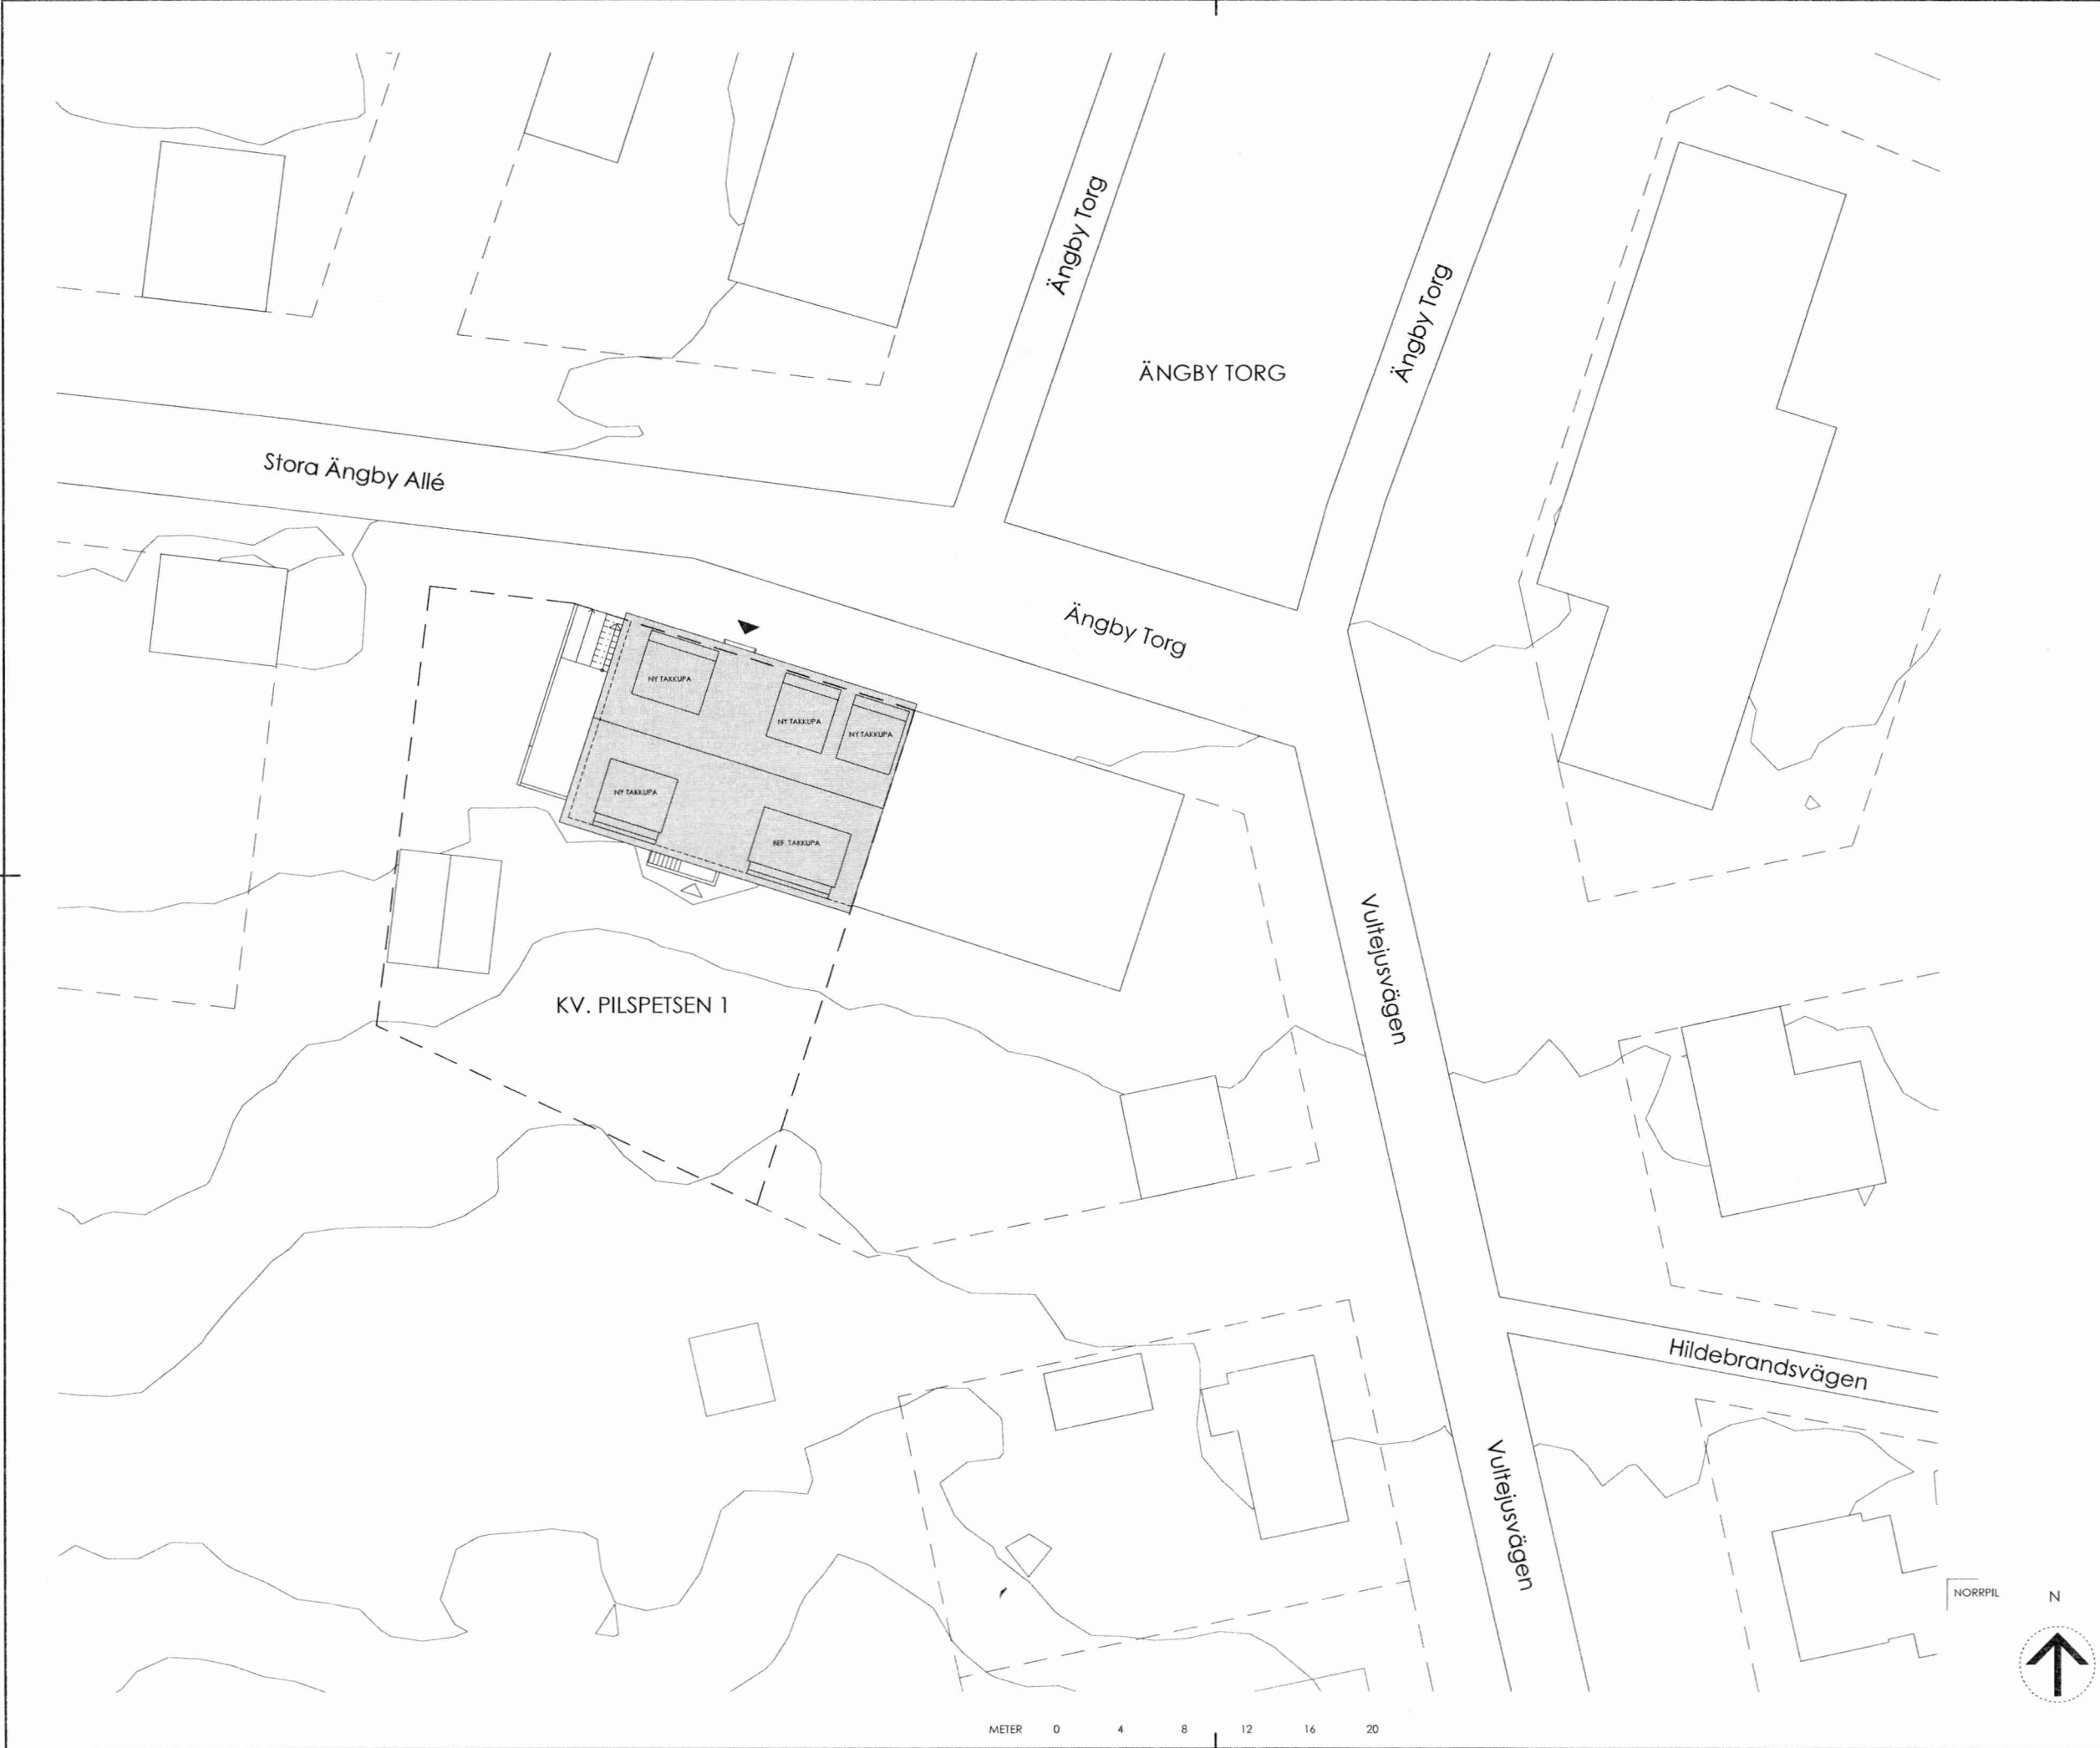 Ängby Torg
Ängby Torg
ÄNGBY TORG
Stora Ängby Allé
Ängby Torg
NY TAKKUPA
NY TAKKUPA
NY TAKKUPA
NY TAKKUPA
BEF. TAKKUPA
Vultejusvägen
KV. PILSPETSEN 1
Hildebrandsvägen
Vultejusvägen
NORRPIL
N
METER 0 4 8 12 16 20